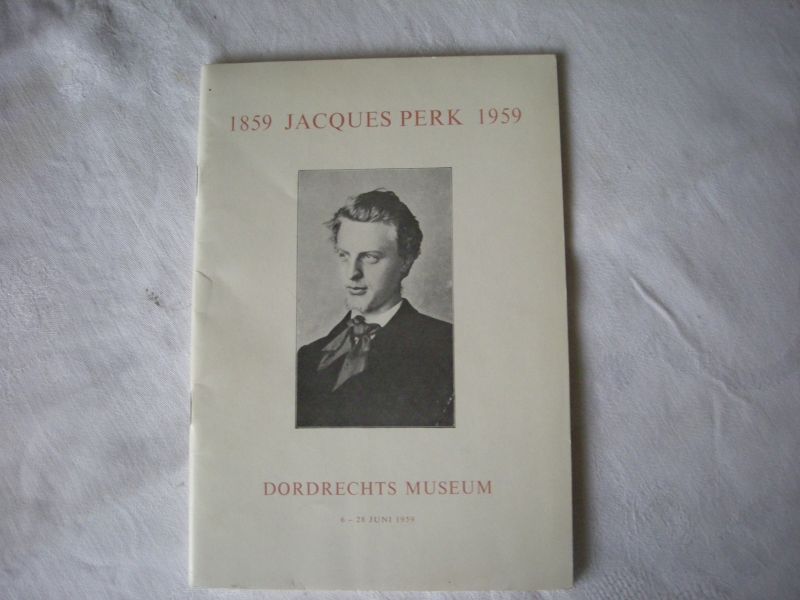 1859 JACQUES PERK 1959
DORDRECHTS MUSEUM
6 – 28 JUNI 1959